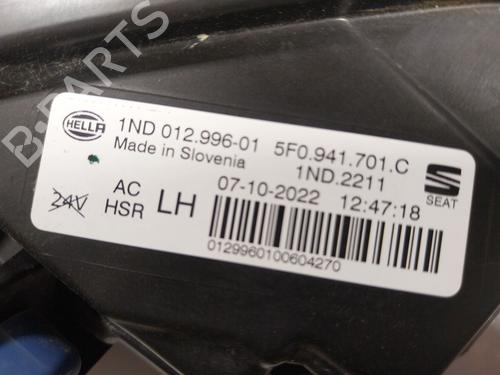 B-PARTS
HELLA 1ND 012.996-01 5F0.941.701.C
Made in Slovenia 1ND.2211
SEAT
24V AC HSR LH 07-10-2022 12:47:18
0129960100604270